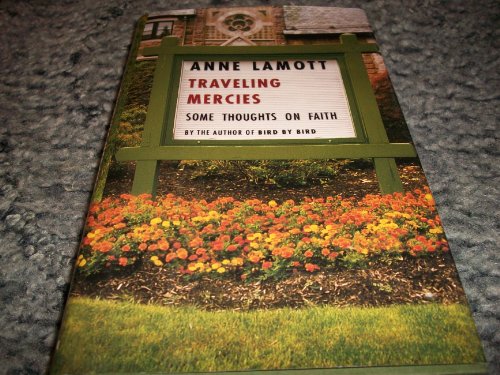 ANNE LAMOTT
TRAVELING
MERCIES
SOME THOUGHTS ON FAITH
BY THE AUTHOR OF BIRD BY BIRD